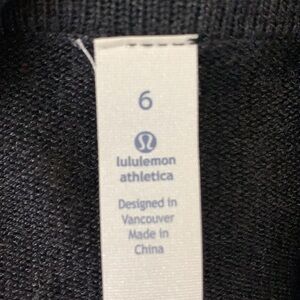 6
lululemon
athletica
Designed in
Vancouver
Made in
China